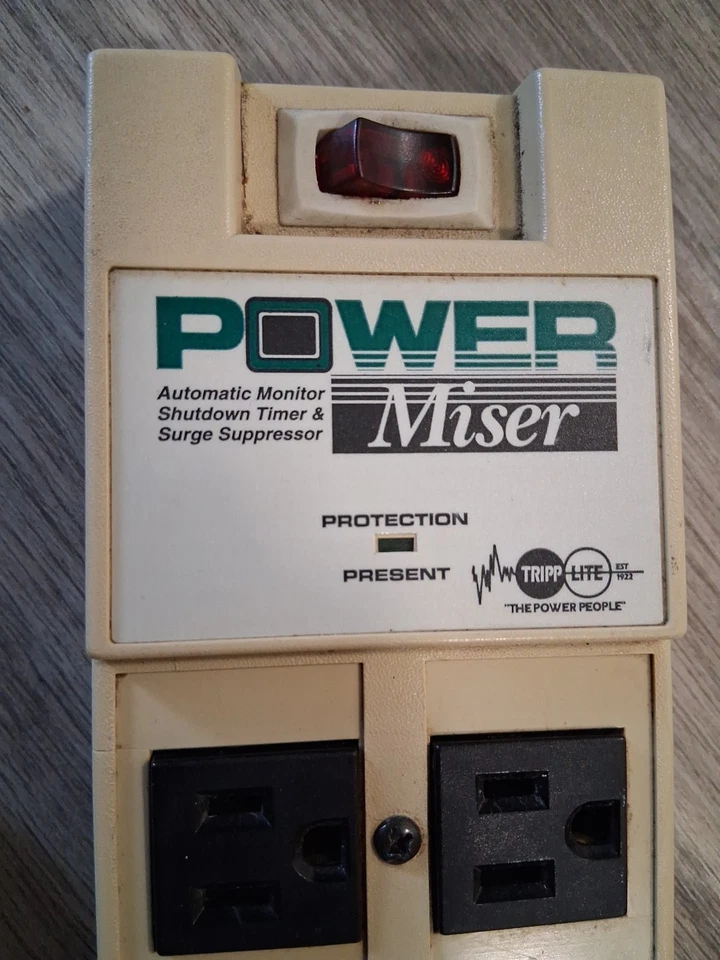 POWER
Miser
Automatic Monitor
Shutdown Timer &
Surge Suppressor
PROTECTION
PRESENT
TRIPP LITE
EST
1922
"THE POWER PEOPLE"